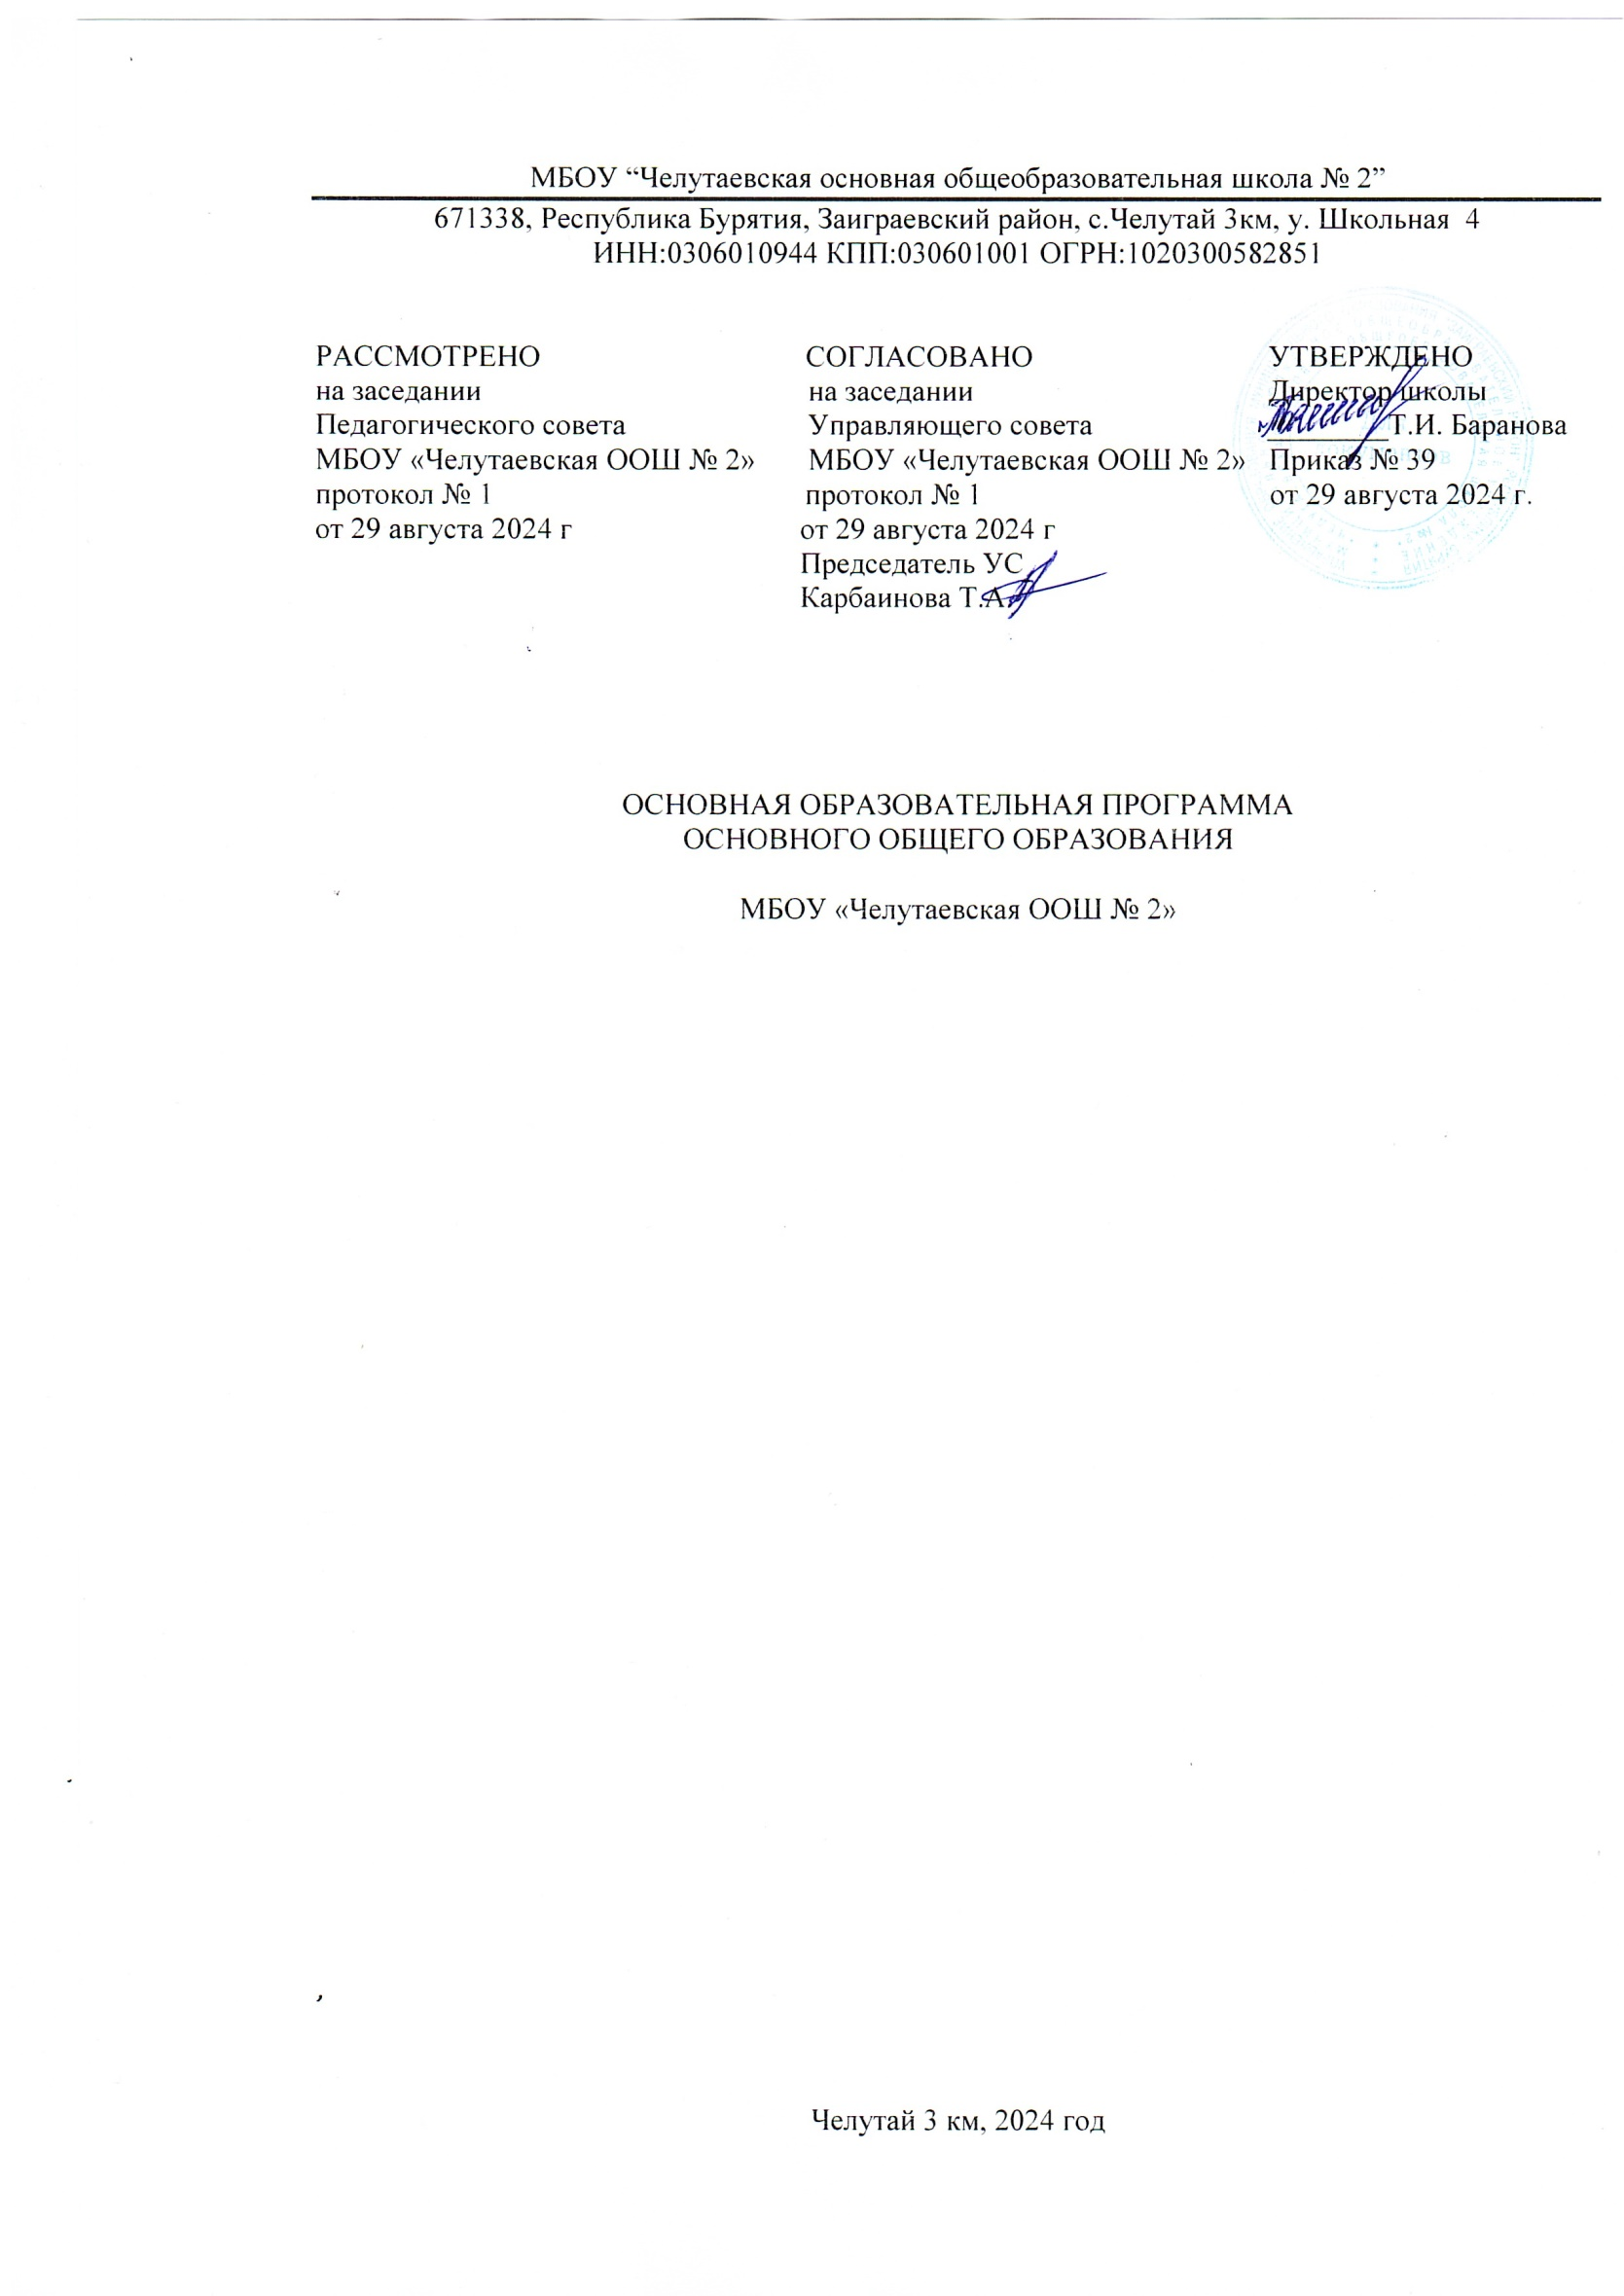 МБОУ “Челутаевская основная общеобразовательная школа № 2”
671338, Республика Бурятия, Заиграевский район, с.Челутай 3км, у. Школьная 4
ИНН:0306010944 КПП:030601001 ОГРН:1020300582851
РАССМОТРЕНО
на заседании
Педагогического совета
МБОУ «Челутаевская ООШ № 2»
протокол № 1
от 29 августа 2024 г
СОГЛАСОВАНО
на заседании
Управляющего совета
МБОУ «Челутаевская ООШ № 2»
протокол № 1
от 29 августа 2024 г
Председатель УС
Карбаинова Т.А.
УТВЕРЖДЕНО
Директор школы
Т.И. Баранова
Приказ № 39
от 29 августа 2024 г.
ОСНОВНАЯ ОБРАЗОВАТЕЛЬНАЯ ПРОГРАММА
ОСНОВНОГО ОБЩЕГО ОБРАЗОВАНИЯ
МБОУ «Челутаевская ООШ № 2»
Челутай 3 км, 2024 год